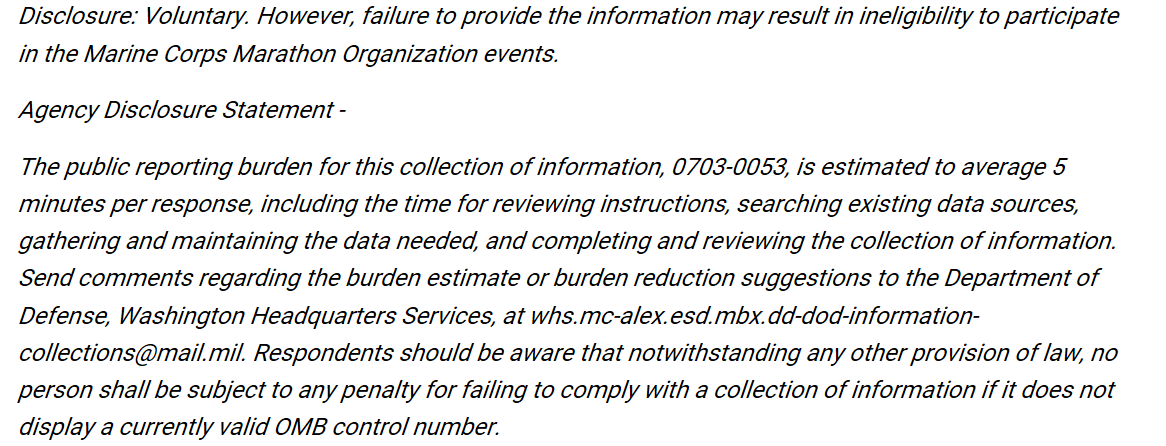 Disclosure: Voluntary. However, failure to provide the information may result in ineligibility to participate
in the Marine Corps Marathon Organization events.
Agency Disclosure Statement -
The public reporting burden for this collection of information, 0703-0053, is estimated to average 5
minutes per response, including the time for reviewing instructions, searching existing data sources,
gathering and maintaining the data needed, and completing and reviewing the collection of information.
Send comments regarding the burden estimate or burden reduction suggestions to the Department of
Defense, Washington Headquarters Services, at whs.mc-alex.esd.mbx.dd-dod-information-
collections@mail.mil. Respondents should be aware that notwithstanding any other provision of law, no
person shall be subject to any penalty for failing to comply with a collection of information if it does not
display a currently valid OMB control number.